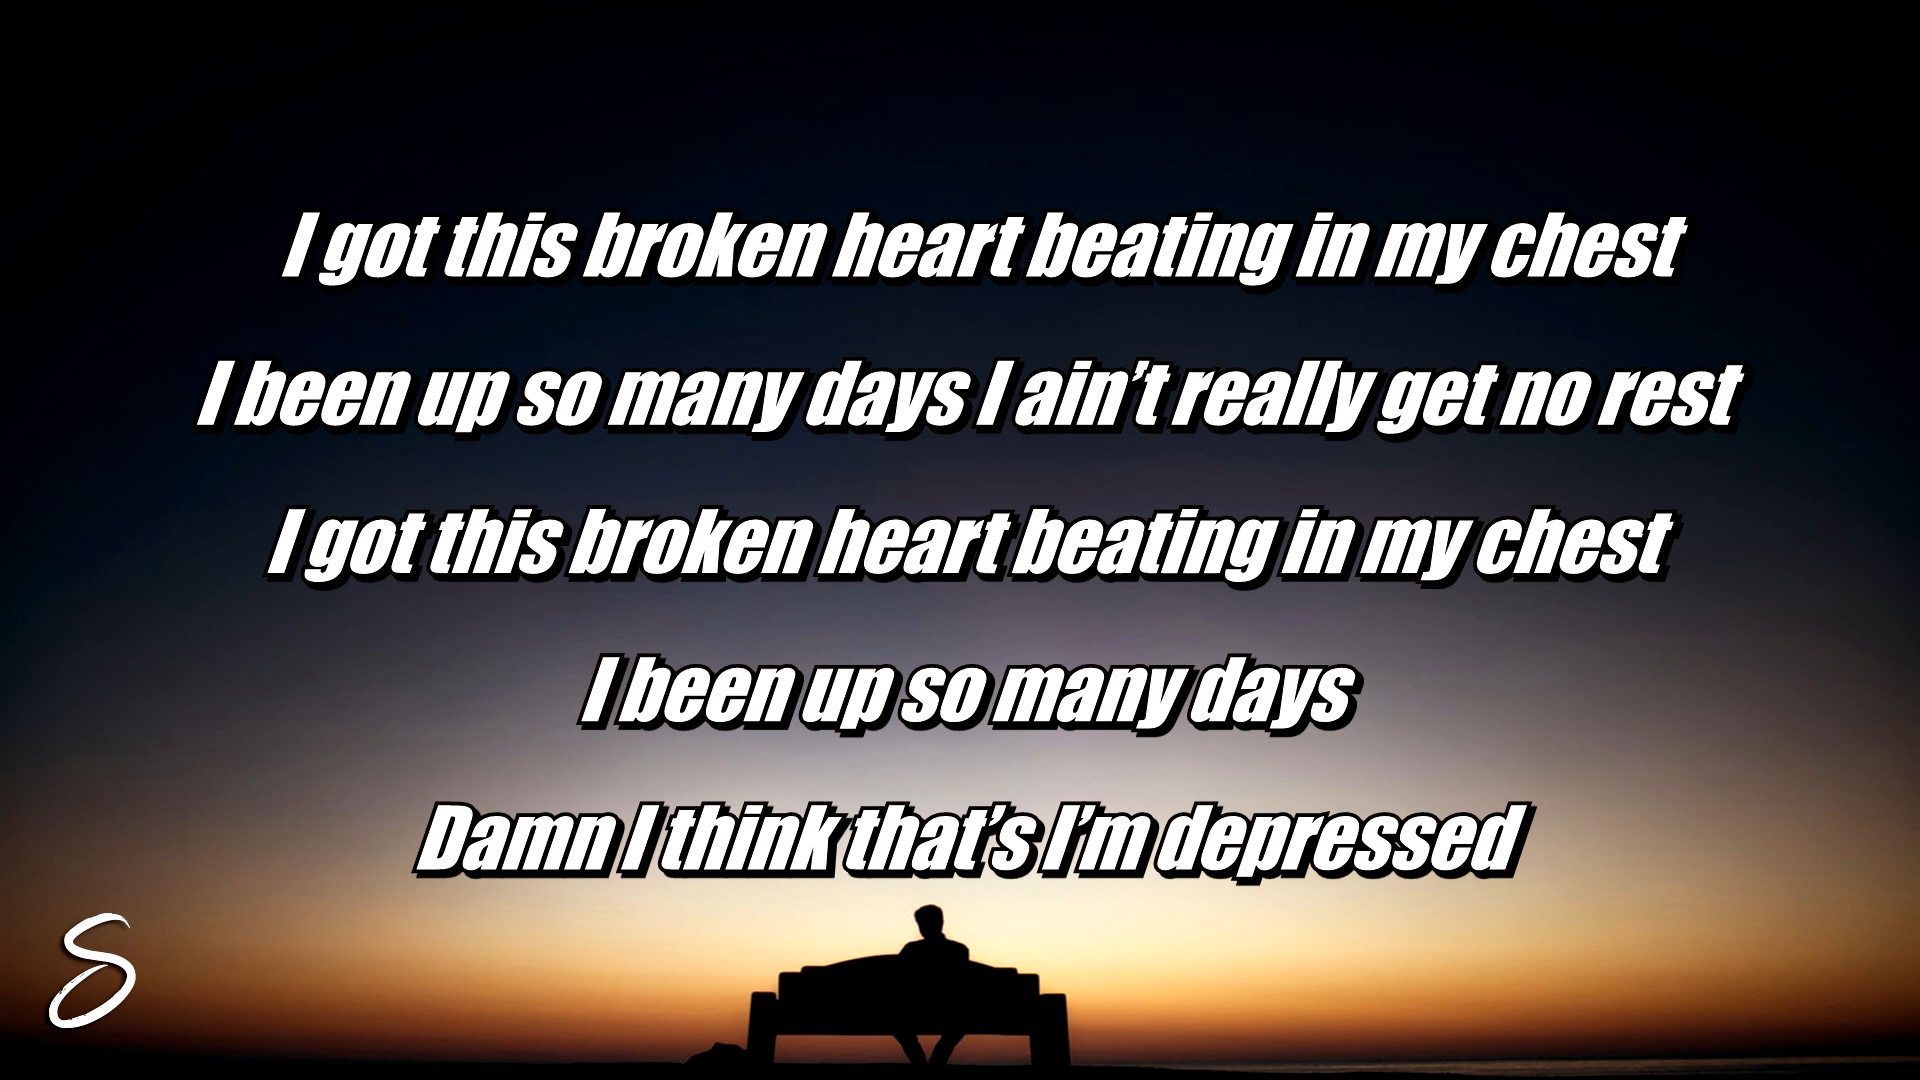 I got this broken heart beating in my chest
I been up so many days I ain't really get no rest
I got this broken heart beating in my chest
I been up so many days
Damn I think that's I'm depressed
S